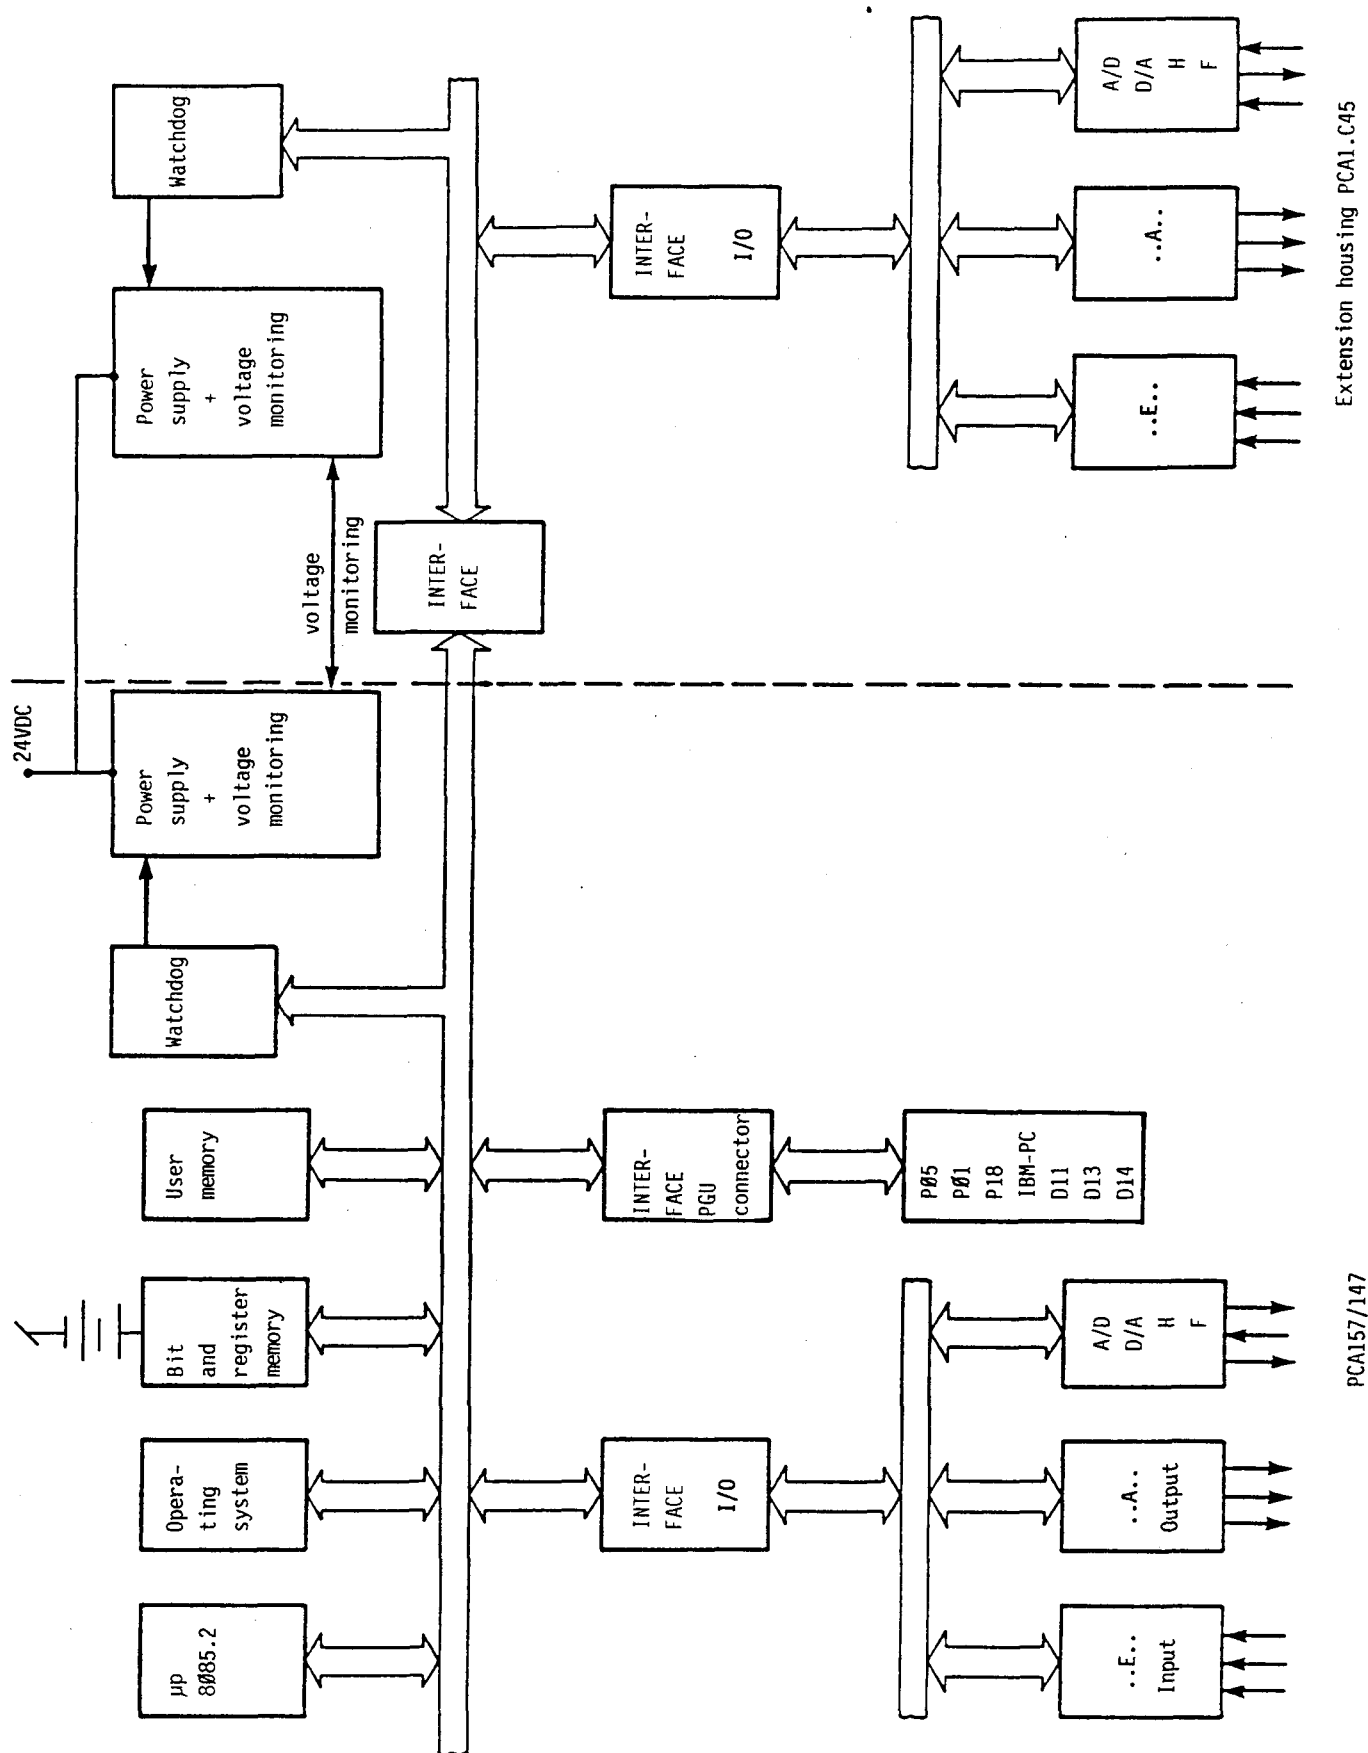 µp
8Ø85.2
Opera-
ting
system
Bit
and
register
memory
User
memory
Watchdog
24VDC
Power
supply
+
voltage
monitoring
voltage
monitoring
Power
supply
+
voltage
monitoring
Watchdog
INTER-
FACE
INTER-
FACE
I/O
INTER-
FACE
PGU
connector
INTER-
FACE
I/O
PØ5
PØ1
P18
IBM-PC
D11
D13
D14
..E..
Input
..A..
Output
A/D
D/A
H
F
..E..
..A..
A/D
D/A
H
F
PCA157/147
Extension housing PCA1.C45